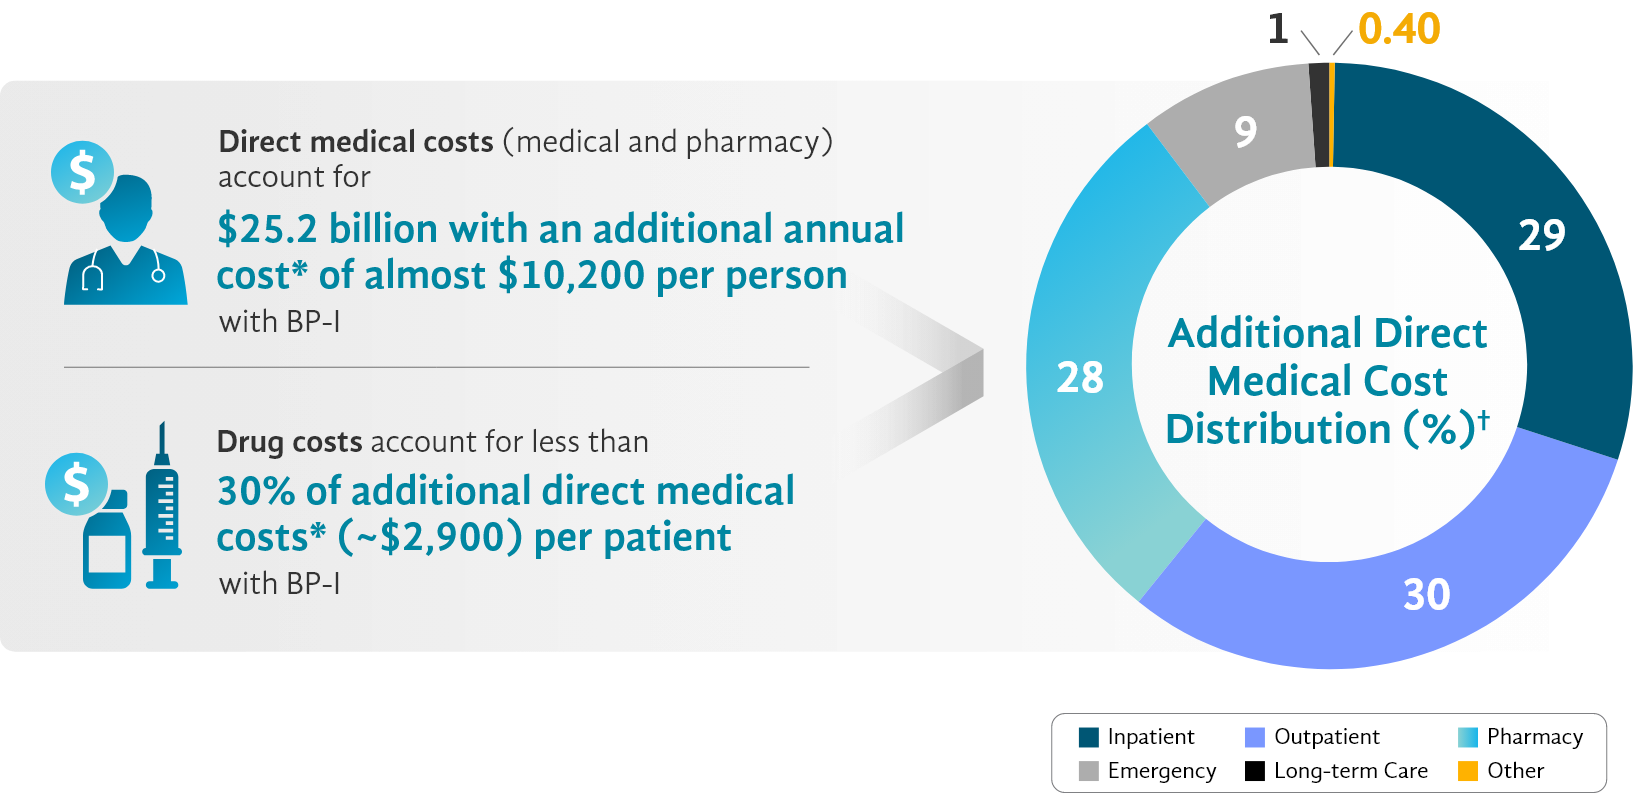 $
Direct medical costs (medical and pharmacy)
account for
$25.2 billion with an additional annual
cost* of almost $10,200 per person
with BP-I
$
Drug costs account for less than
30% of additional direct medical
costs* (~$2,900) per patient
with BP-I
1
0.40
9
29
28
30
Additional Direct
Medical Cost
Distribution (%)†
Inpatient
Outpatient
Pharmacy
Emergency
Long-term Care
Other